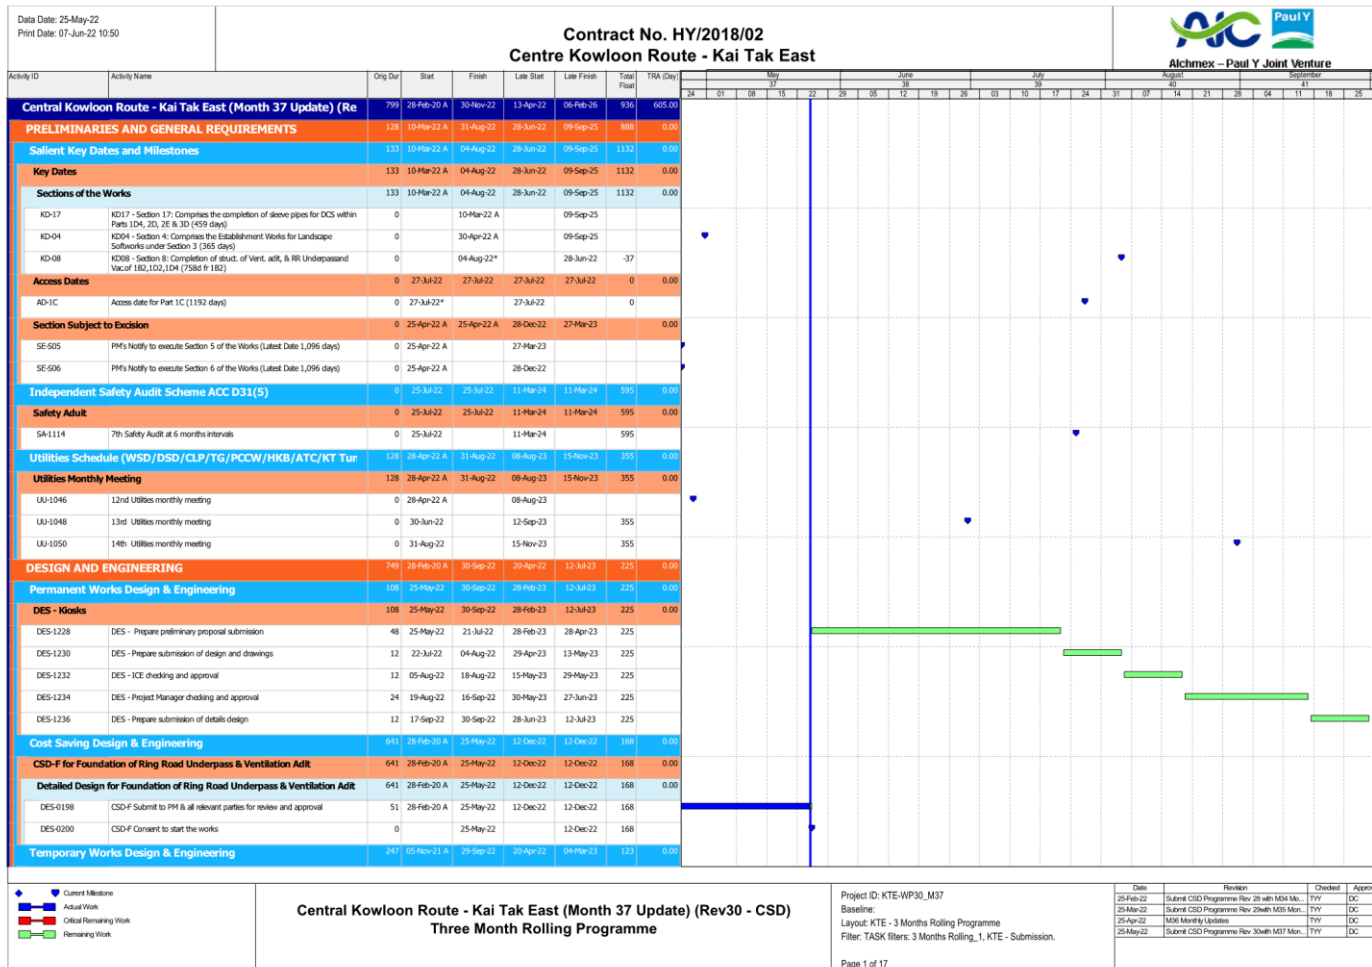 Data Date: 25-May-22
Print Date: 07-Jun-22 10:50
Contract No. HY/2018/02
Centre Kowloon Route - Kai Tak East
AJC
Paul Y
Alchmex – Paul Y Joint Venture
Activity ID Activity Name Orig Dur Start Finish Late Start Late Finish Total Float TRA (Day)
May June July August September
37 38 39 40 41
24 01 08 15 22 29 05 12 19 26 03 10 17 24 31 07 14 21 28 04 11 18 25
Central Kowloon Route - Kai Tak East (Month 37 Update) (Re 799 28-Feb-20 A 30-Nov-22 13-Apr-22 06-Feb-26 936 605.00
PRELIMINARIES AND GENERAL REQUIREMENTS 128 10-Mar-22 A 31-Aug-22 28-Jun-22 09-Sep-25 888 0.00
Salient Key Dates and Milestones 133 10-Mar-22 A 04-Aug-22 28-Jun-22 09-Sep-25 1132 0.00
Key Dates 133 10-Mar-22 A 04-Aug-22 28-Jun-22 09-Sep-25 1132 0.00
Sections of the Works 133 10-Mar-22 A 04-Aug-22 28-Jun-22 09-Sep-25 1132 0.00
KD-17 KD17 - Section 17: Comprises the completion of sleeve pipes for DCS within Parts 1D4, 2D, 2E & 3D (459 days) 0 10-Mar-22 A 09-Sep-25
KD-04 KD04 - Section 4: Comprises the Establishment Works for Landscape Softworks under Section 3 (365 days) 0 30-Apr-22 A 09-Sep-25
KD-08 KD08 - Section 8: Completion of struct. of Vent. adit, & RR Underpassand Vac.of 1B2,1D2,1D4 (758d fr 1B2) 0 04-Aug-22* 28-Jun-22 -37
Access Dates 0 27-Jul-22 27-Jul-22 27-Jul-22 27-Jul-22 0 0.00
AD-1C Access date for Part 1C (1192 days) 0 27-Jul-22* 27-Jul-22 0
Section Subject to Excision 0 25-Apr-22 A 25-Apr-22 A 28-Dec-22 27-Mar-23 0.00
SE-S05 PM's Notify to execute Section 5 of the Works (Latest Date 1,096 days) 0 25-Apr-22 A 27-Mar-23
SE-S06 PM's Notify to execute Section 6 of the Works (Latest Date 1,096 days) 0 25-Apr-22 A 28-Dec-22
Independent Safety Audit Scheme ACC D31(5) 0 25-Jul-22 25-Jul-22 11-Mar-24 11-Mar-24 595 0.00
Safety Aduit 0 25-Jul-22 25-Jul-22 11-Mar-24 11-Mar-24 595 0.00
SA-1114 7th Safety Audit at 6 months intervals 0 25-Jul-22 11-Mar-24 595
Utilities Schedule (WSD/DSD/CLP/TG/PCCW/HKB/ATC/KT Tur 128 28-Apr-22 A 31-Aug-22 08-Aug-23 15-Nov-23 355 0.00
Utilities Monthly Meeting 128 28-Apr-22 A 31-Aug-22 08-Aug-23 15-Nov-23 355 0.00
UU-1046 12nd Utilities monthly meeting 0 28-Apr-22 A 08-Aug-23
UU-1048 13rd Utilities monthly meeting 0 30-Jun-22 12-Sep-23 355
UU-1050 14th Utilities monthly meeting 0 31-Aug-22 15-Nov-23 355
DESIGN AND ENGINEERING 749 28-Feb-20 A 30-Sep-22 20-Apr-22 12-Jul-23 225 0.00
Permanent Works Design & Engineering 108 25-May-22 30-Sep-22 28-Feb-23 12-Jul-23 225 0.00
DES - Kiosks 108 25-May-22 30-Sep-22 28-Feb-23 12-Jul-23 225 0.00
DES-1228 DES - Prepare preliminary proposal submission 48 25-May-22 21-Jul-22 28-Feb-23 28-Apr-23 225
DES-1230 DES - Prepare submission of design and drawings 12 22-Jul-22 04-Aug-22 29-Apr-23 13-May-23 225
DES-1232 DES - ICE checking and approval 12 05-Aug-22 18-Aug-22 15-May-23 29-May-23 225
DES-1234 DES - Project Manager checking and approval 24 19-Aug-22 16-Sep-22 30-May-23 27-Jun-23 225
DES-1236 DES - Prepare submission of details design 12 17-Sep-22 30-Sep-22 28-Jun-23 12-Jul-23 225
Cost Saving Design & Engineering 641 28-Feb-20 A 25-May-22 12-Dec-22 12-Dec-22 168 0.00
CSD-F for Foundation of Ring Road Underpass & Ventilation Adit 641 28-Feb-20 A 25-May-22 12-Dec-22 12-Dec-22 168 0.00
Detailed Design for Foundation of Ring Road Underpass & Ventilation Adit 641 28-Feb-20 A 25-May-22 12-Dec-22 12-Dec-22 168 0.00
DES-0198 CSD-F Submit to PM & all relevant parties for review and approval 51 28-Feb-20 A 25-May-22 12-Dec-22 12-Dec-22 168
DES-0200 CSD-F Consent to start the works 0 25-May-22 12-Dec-22 168
Temporary Works Design & Engineering 247 05-Nov-21 A 29-Sep-22 20-Apr-22 04-Mar-23 123 0.00
Current Milestone
Actual Work
Critical Remaining Work
Remaining Work
Central Kowloon Route - Kai Tak East (Month 37 Update) (Rev30 - CSD)
Three Month Rolling Programme
Project ID: KTE-WP30_M37
Baseline:
Layout: KTE - 3 Months Rolling Programme
Filter: TASK filters: 3 Months Rolling_1, KTE - Submission.
Page 1 of 17
Date Revision Checked Approv
25-Feb-22 Submit CSD Programme Rev 28 with M34 Mo... TYY DC
25-Mar-22 Submit CSD Programme Rev 29with M35 Mon... TYY DC
25-Apr-22 M36 Monthly Updates TYY DC
25-May-22 Submit CSD Programme Rev 30with M37 Mon... TYY DC